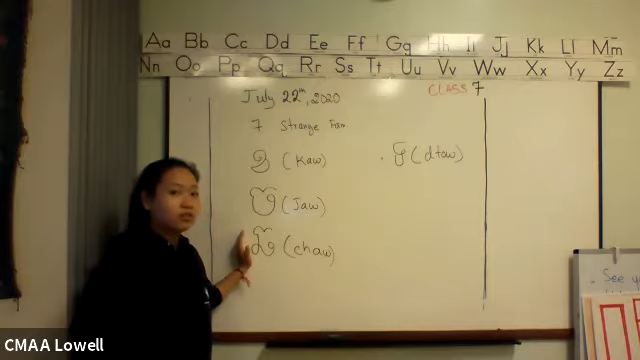 Aa Bb Cc Dd Ee Ff Gg Hh Ii Jj Kk Ll Mm
Nn Oo Pp Qq Rr Ss Tt Uu Vv Ww Xx Yy Zz
July 22th, 2020
CLASS 7
7 Strange
(Kaw)
(dtaw)
(Jaw)
(chaw)
See
CMAA Lowell